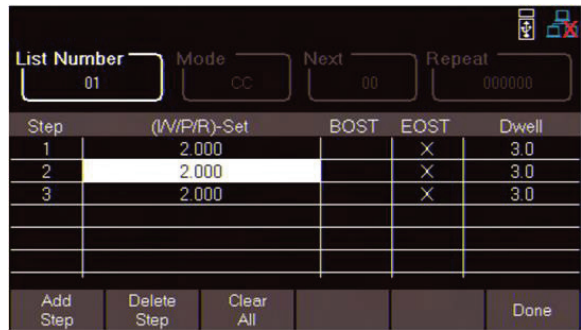 List Number Mode Next Repeat
01 CC 00 000000
Step (I/V/P/R)-Set BOST EOST Dwell
1 2.000 X 3.0
2 2.000 X 3.0
3 2.000 X 3.0
Add Delete Clear Done
Step Step All